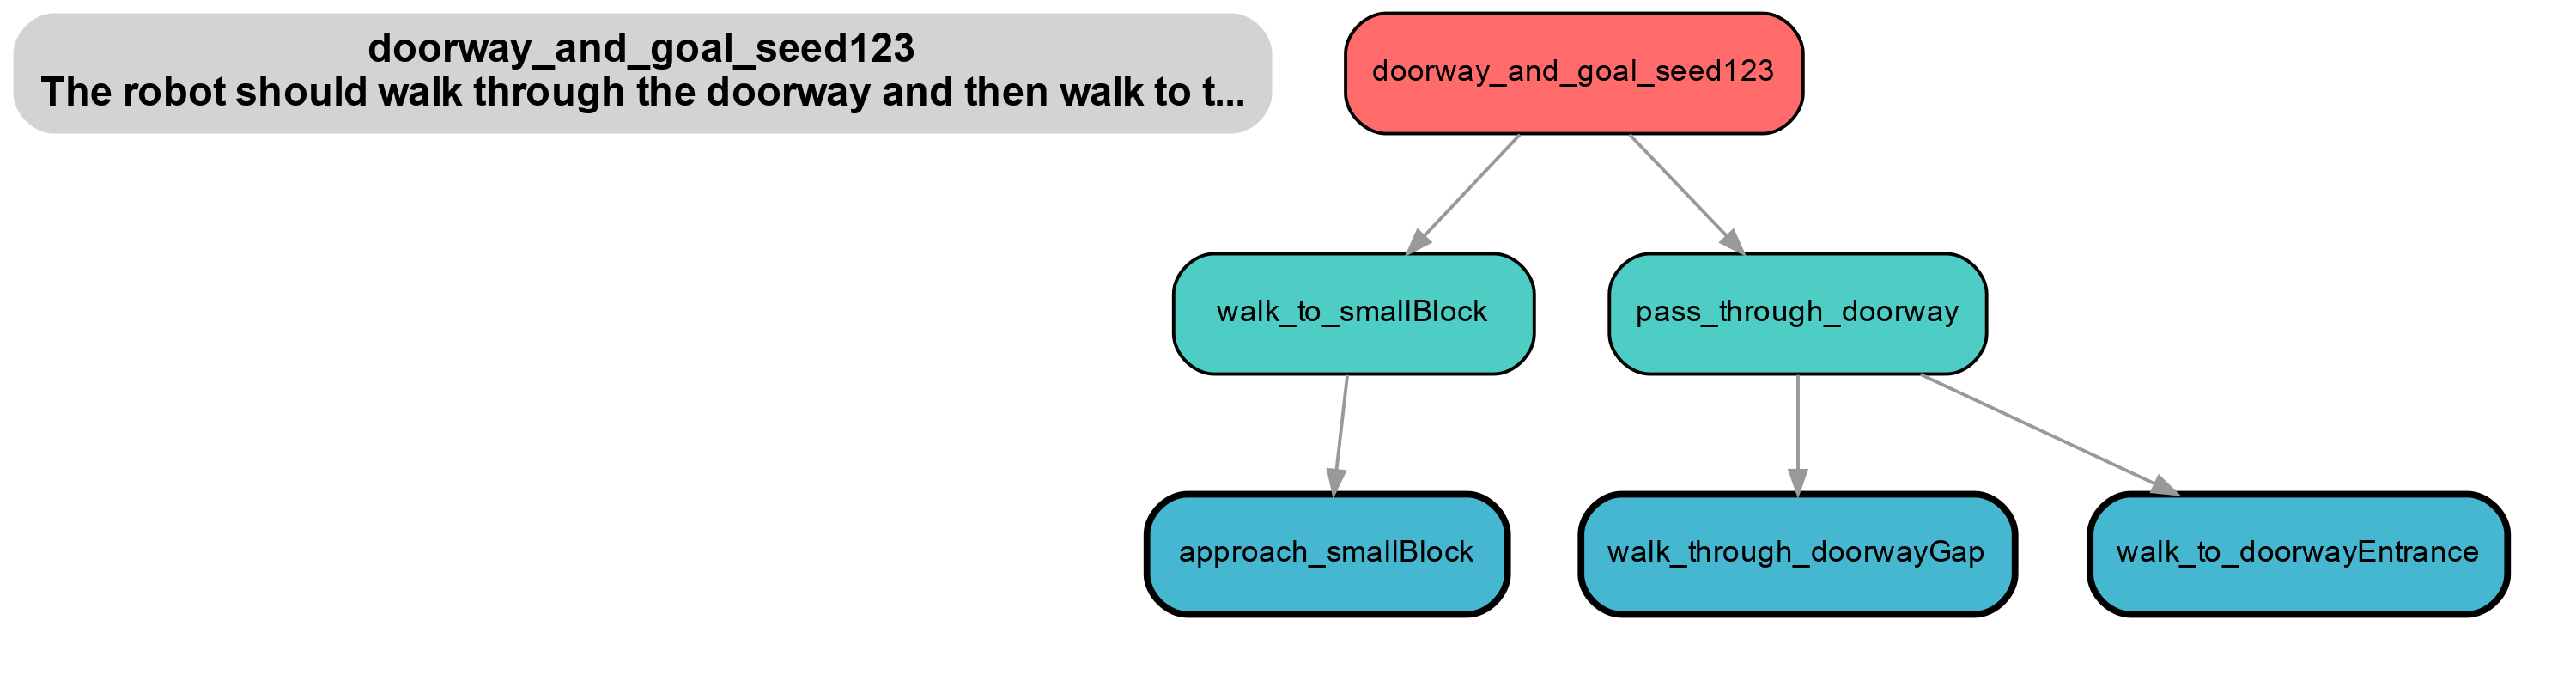 doorway_and_goal_seed123
The robot should walk through the doorway and then walk to t...
doorway_and_goal_seed123
walk_to_smallBlock
pass_through_doorway
approach_smallBlock
walk_through_doorwayGap
walk_to_doorwayEntrance